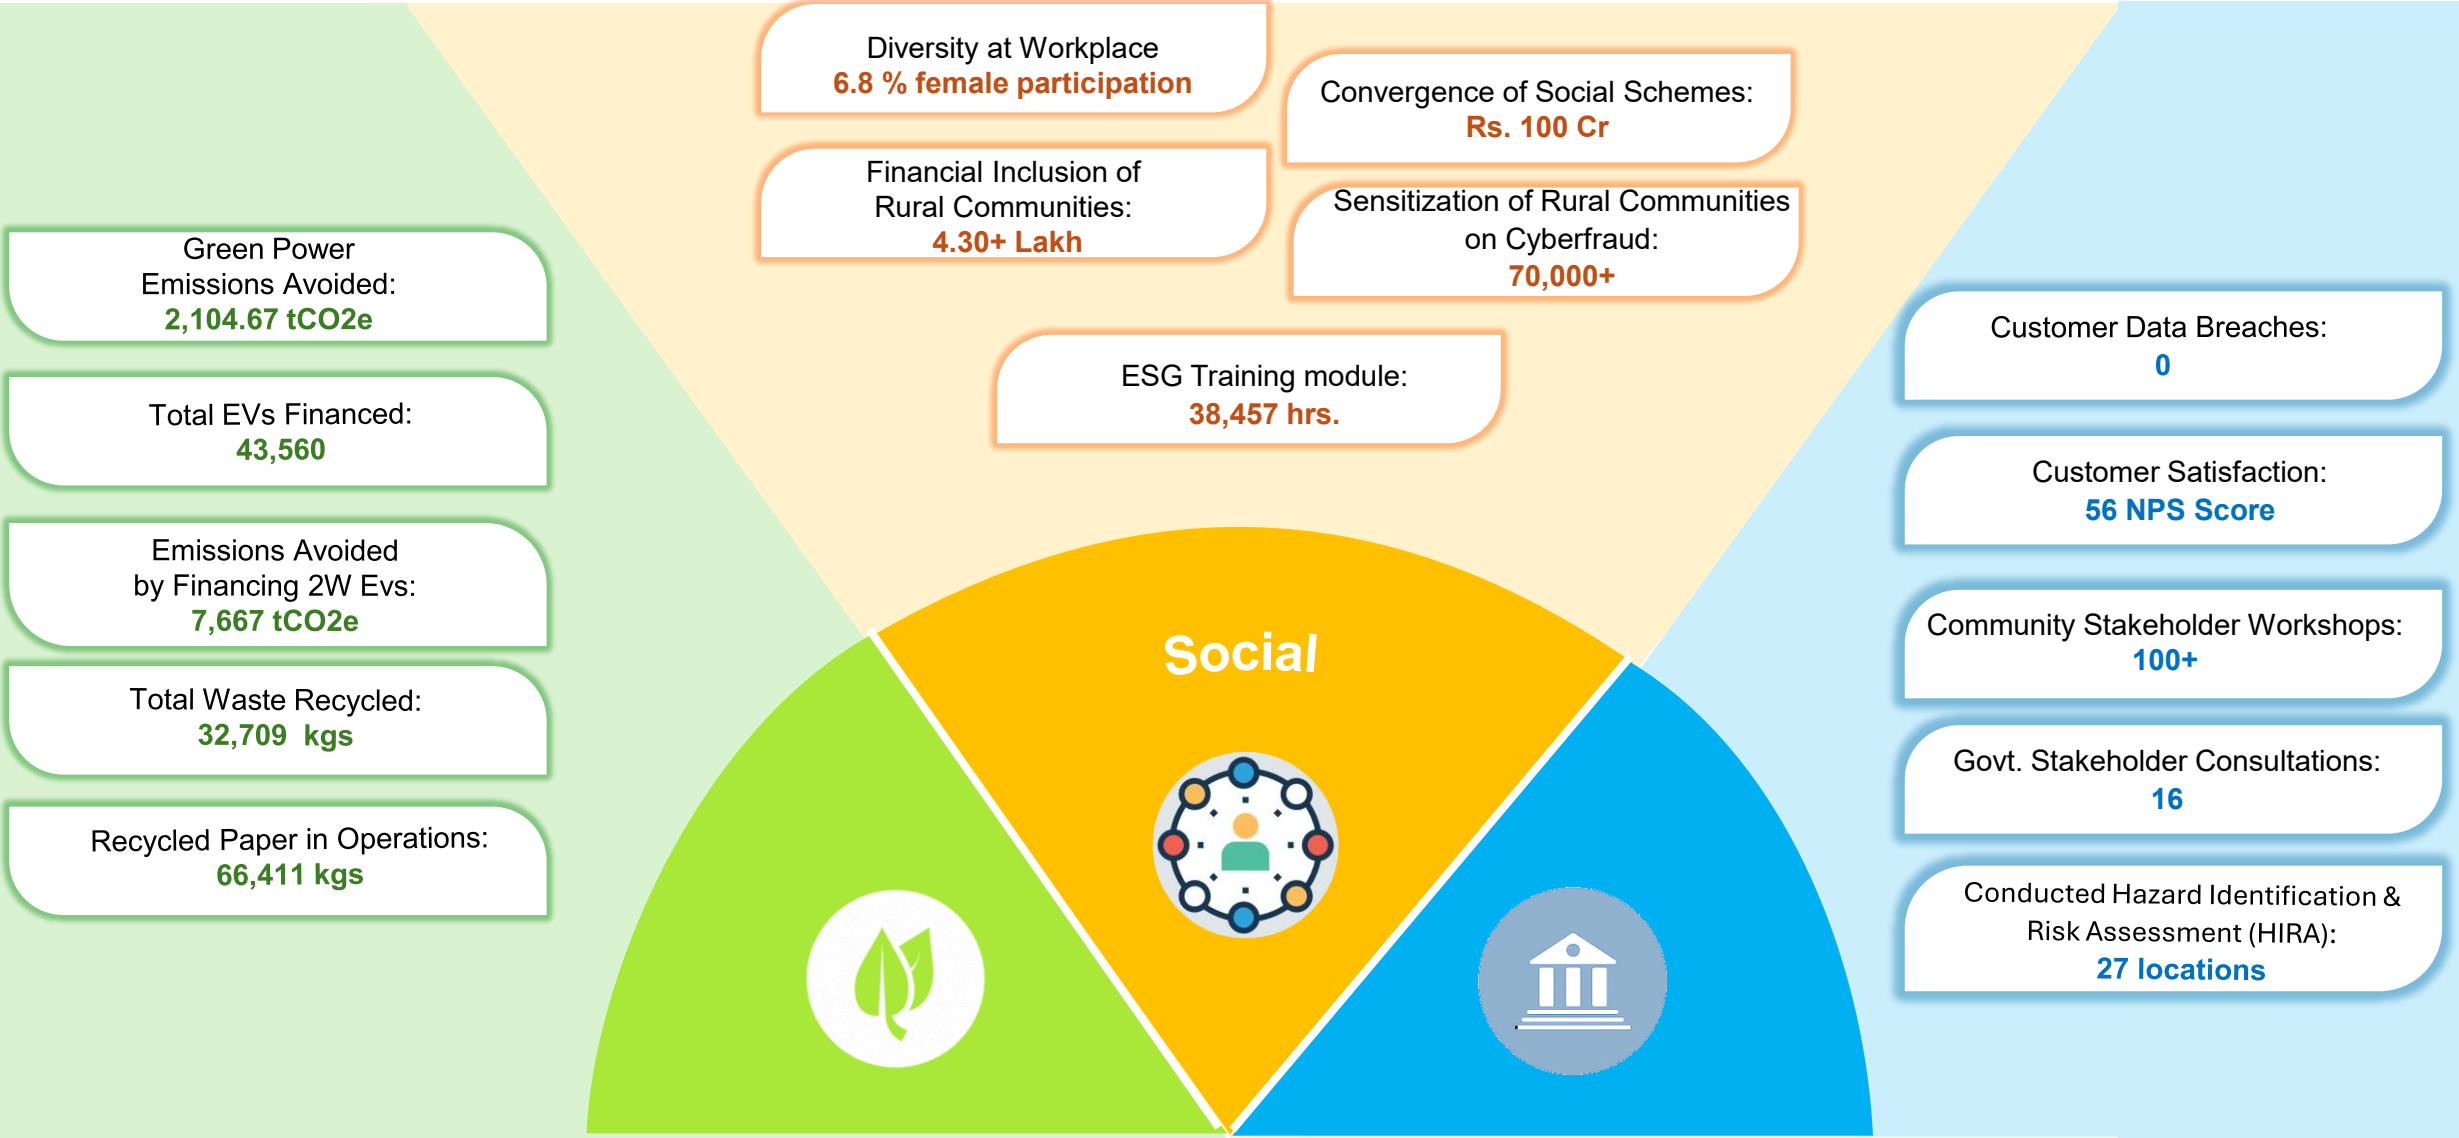 Diversity at Workplace
6.8 % female participation
Convergence of Social Schemes:
Rs. 100 Cr
Financial Inclusion of
Rural Communities:
4.30+ Lakh
Sensitization of Rural Communities
on Cyberfraud:
70,000+
ESG Training module:
38,457 hrs.
Green Power
Emissions Avoided:
2,104.67 tCO2e
Total EVs Financed:
43,560
Emissions Avoided
by Financing 2W Evs:
7,667 tCO2e
Total Waste Recycled:
32,709 kgs
Recycled Paper in Operations:
66,411 kgs
Social
Customer Data Breaches:
0
Customer Satisfaction:
56 NPS Score
Community Stakeholder Workshops:
100+
Govt. Stakeholder Consultations:
16
Conducted Hazard Identification &
Risk Assessment (HIRA):
27 locations